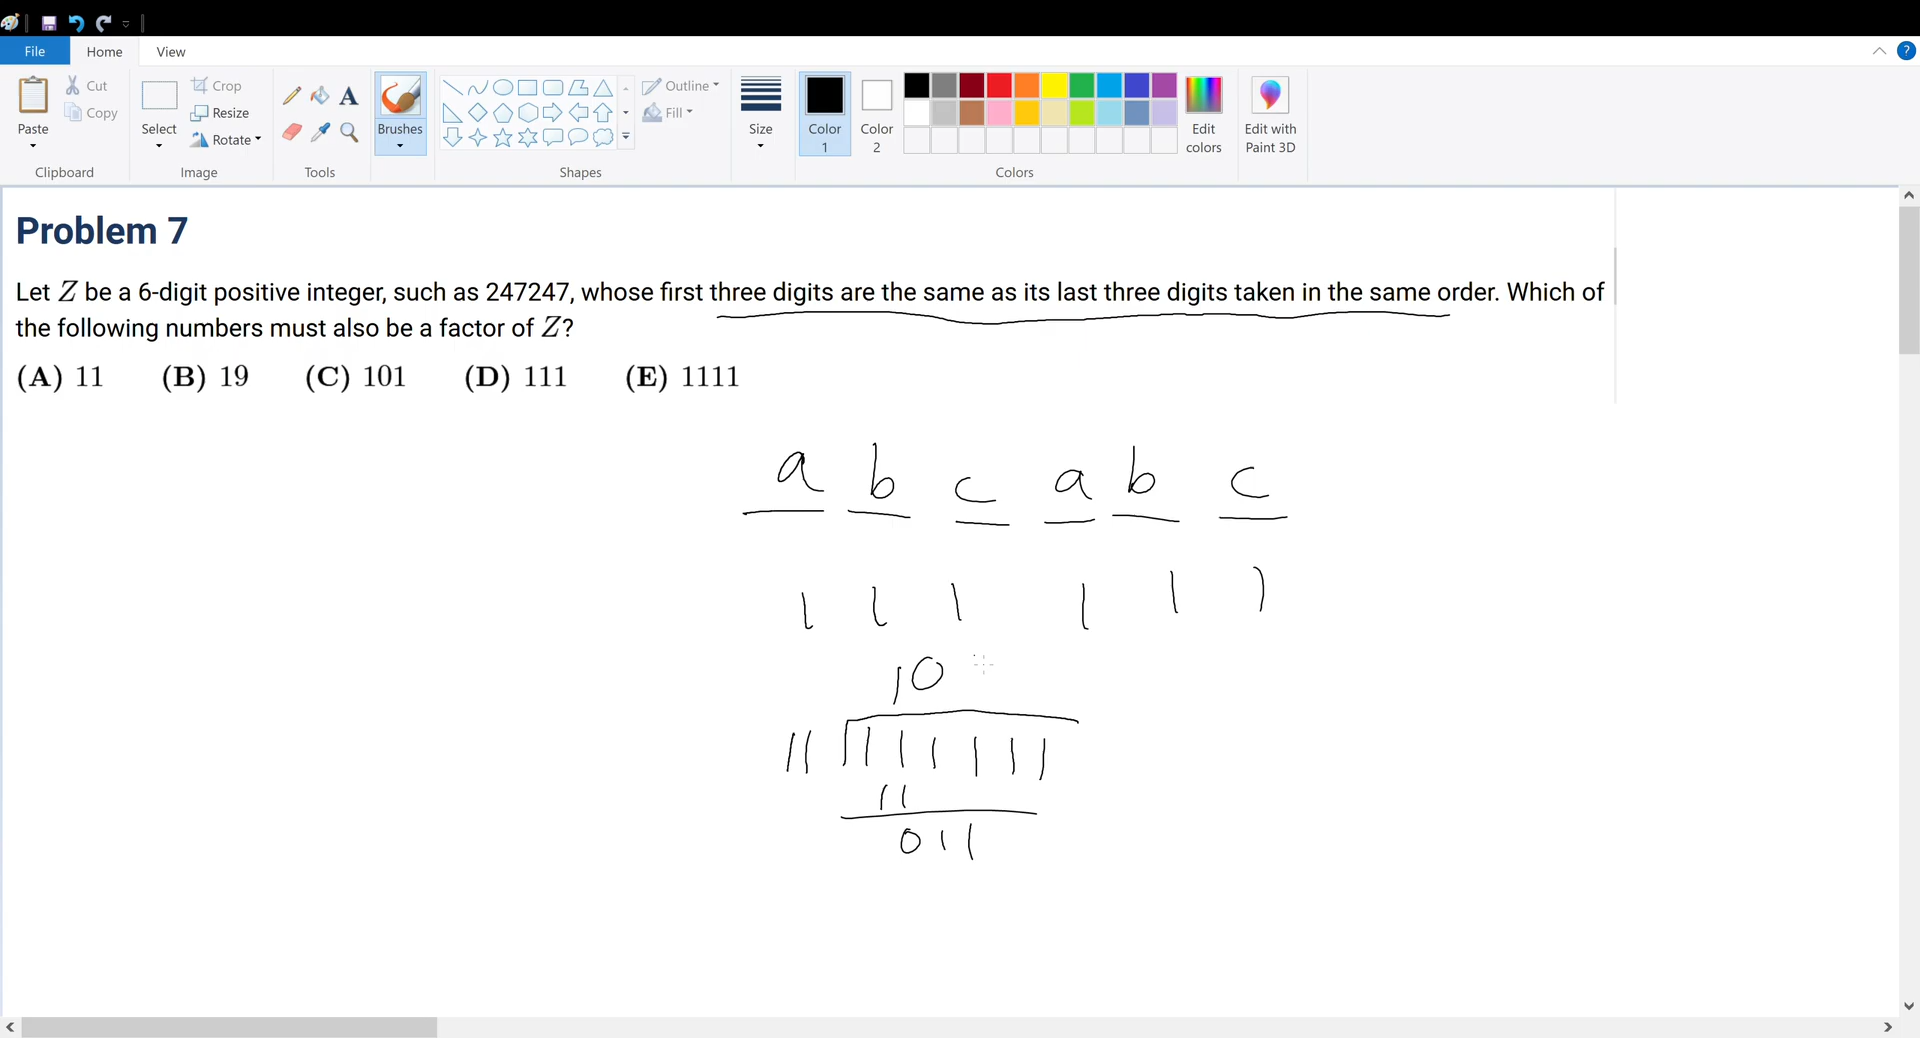 File Home View
Paste Cut Copy Clipboard
Select Crop Resize Rotate Image
A Tools
Brushes
Outline Fill Shapes
Size
Color 1 Color 2 Edit colors Edit with Paint 3D Colors
?
Problem 7
Let Z be a 6-digit positive integer, such as 247247, whose first three digits are the same as its last three digits taken in the same order. Which of
the following numbers must also be a factor of Z?
(A) 11 (B) 19 (C) 101 (D) 111 (E) 1111
a b c a b c
1 1 1 1 1 1
10
11 111111
11
011